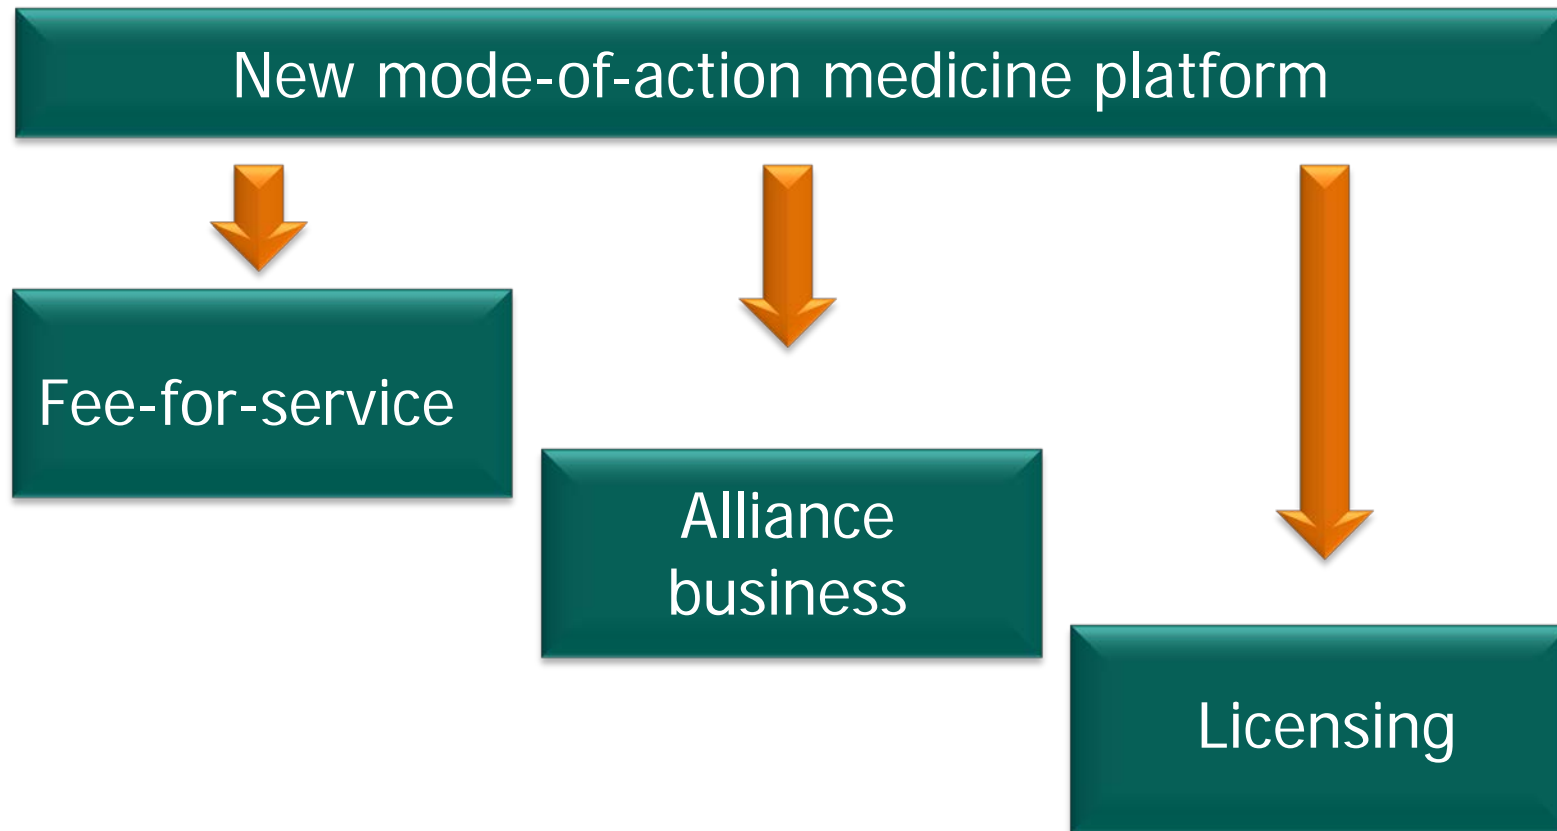 New mode-of-action medicine platform
Fee-for-service
Alliance
business
Licensing